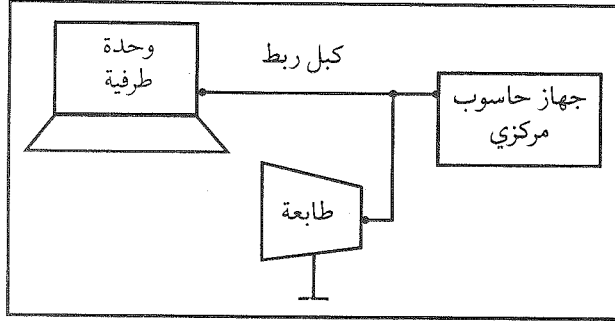 وحدة
طرفية
كبل ربط
جهاز حاسوب
مركزي
طابعة